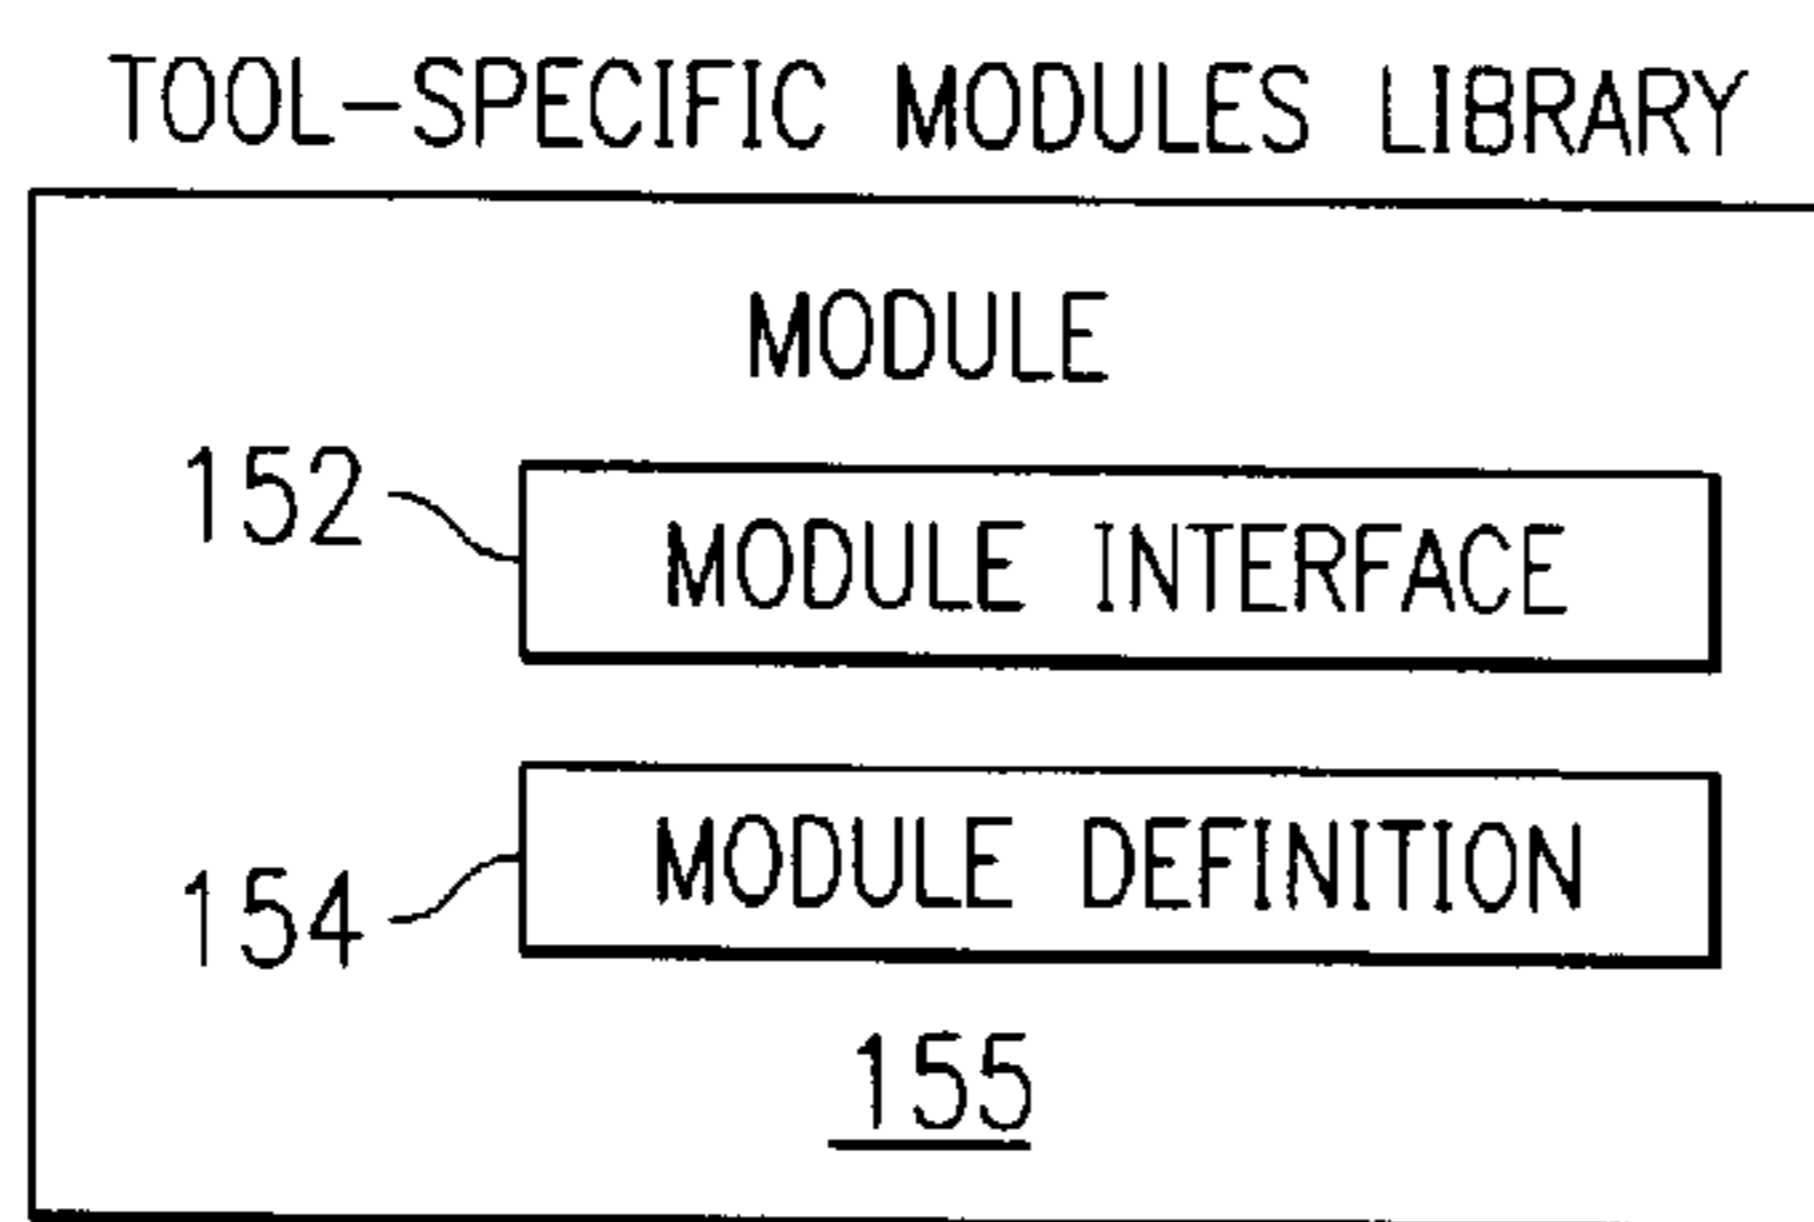 TOOL-SPECIFIC MODULES LIBRARY
MODULE
152
MODULE INTERFACE
154
MODULE DEFINITION
155